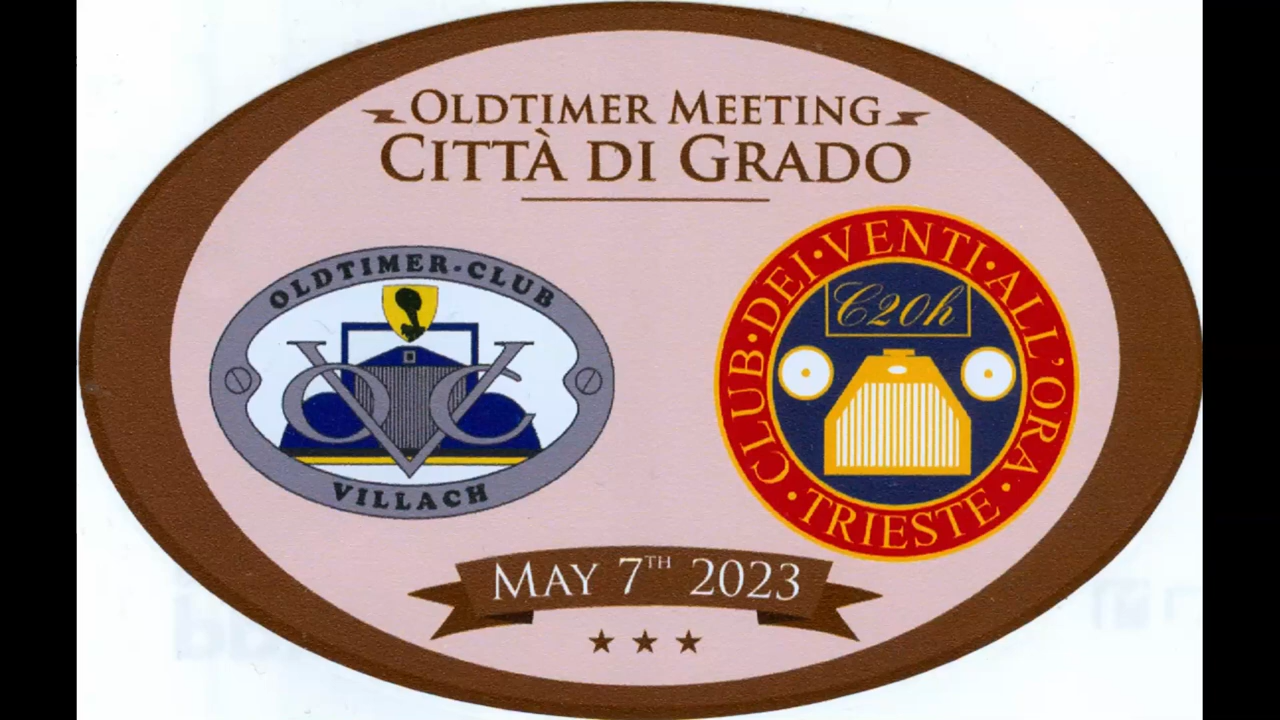 OLDTIMER MEETING
CITTÀ DI GRADO
OLDTIMER-CLUB
OVC
VILLACH
CLUB·DEI·VENTI·ALL'ORA·TRIESTE·
C20h
MAY 7TH 2023